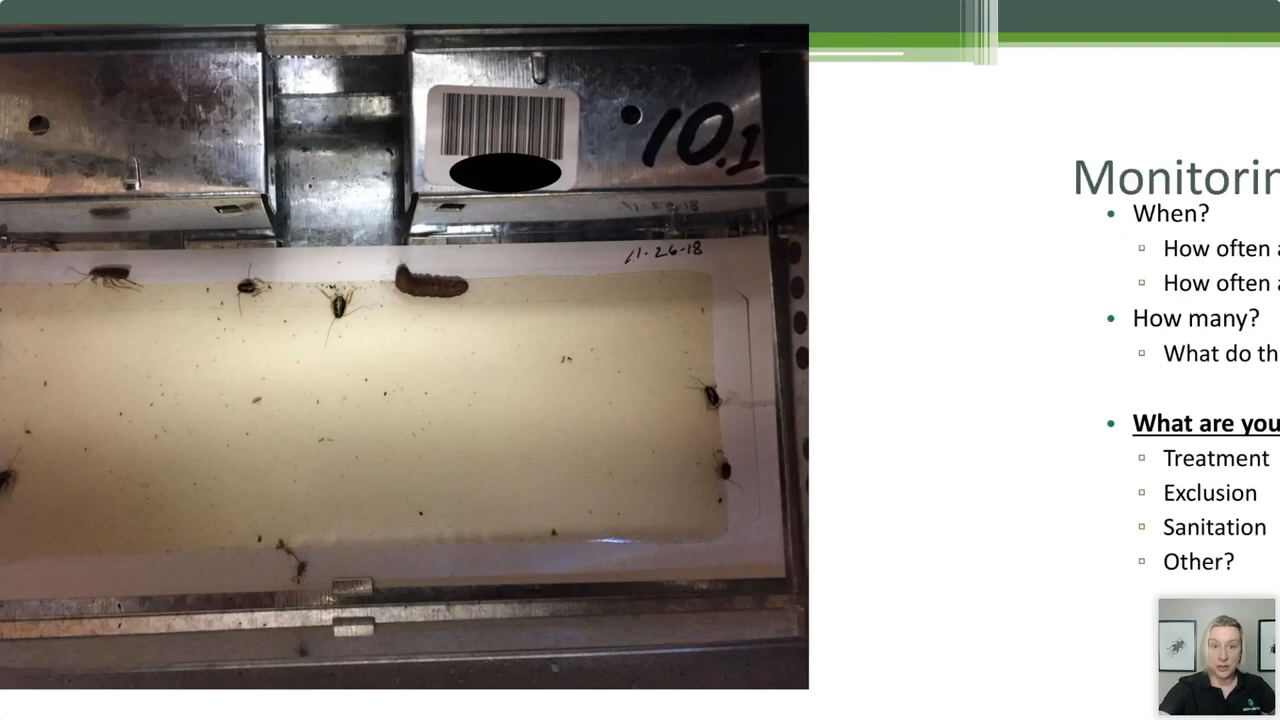 10.1
11-26-18
Monitorin
When?
How often a
How often a
How many?
What do th
What are you
Treatment
Exclusion
Sanitation
Other?